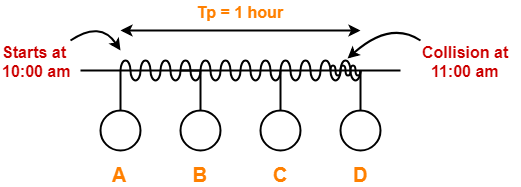 Tp = 1 hour
Starts at
10:00 am
Collision at
11:00 am
A B C D